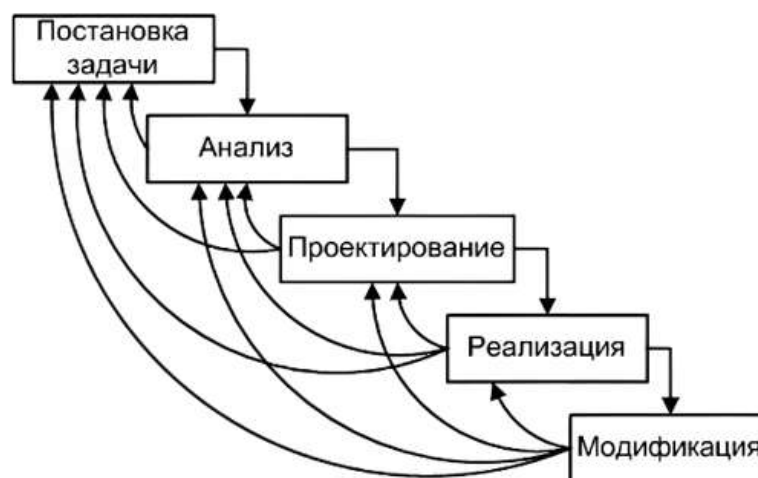 Постановка
задачи
Анализ
Проектирование
Реализация
Модификация